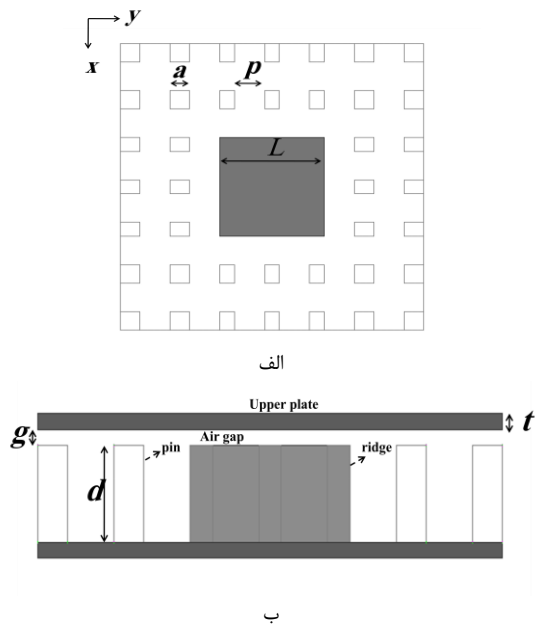 y
x
a
p
L
الف
Upper plate
t
g
Air gap
pin
ridge
d
ب